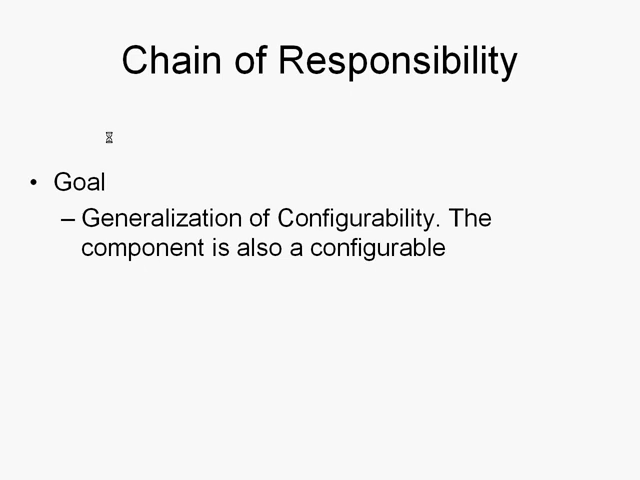 Chain of Responsibility
• Goal
– Generalization of Configurability. The
component is also a configurable